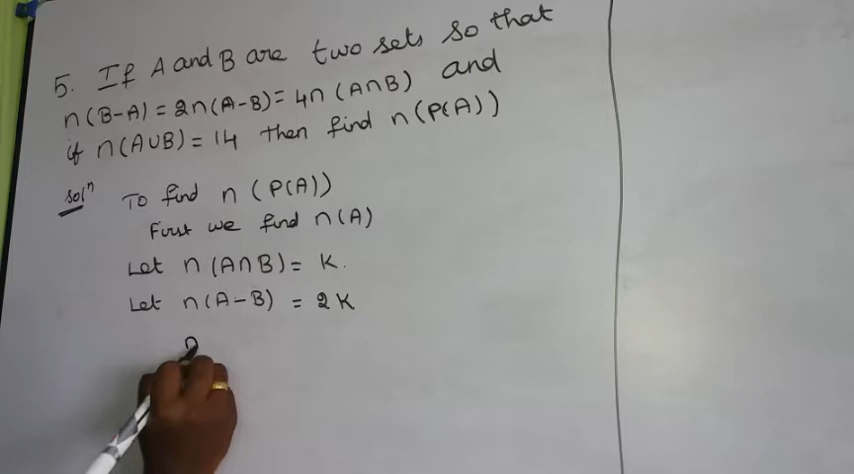 5. If A and B are two sets so that
n(B-A) = 2n(A-B) = 4n(A∩B) and
if n(A∪B) = 14 then find n(P(A))
Solⁿ To find n(P(A))
First we find n(A)
Let n(A∩B) = K.
Let n(A-B) = 2K
n